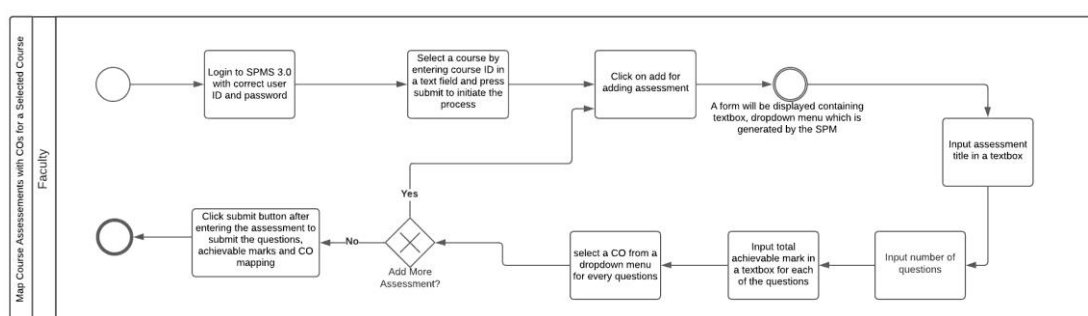 Map Course Assessements with COs for a Selected Course
Faculty
Login to SPMS 3.0
with correct user
ID and password
Select a course by
entering course ID in
a text field and press
submit to initiate the
process
Click on add for
adding assessment
A form will be displayed containing
textbox, dropdown menu which is
generated by the SPM
Input assessment
title in a textbox
Yes
Click submit button after
entering the assessment to
submit the questions,
achievable marks and CO
mapping
No
Add More
Assessment?
select a CO from a
dropdown menu
for every questions
Input total
achievable mark in
a textbox for each
of the questions
Input number of
questions